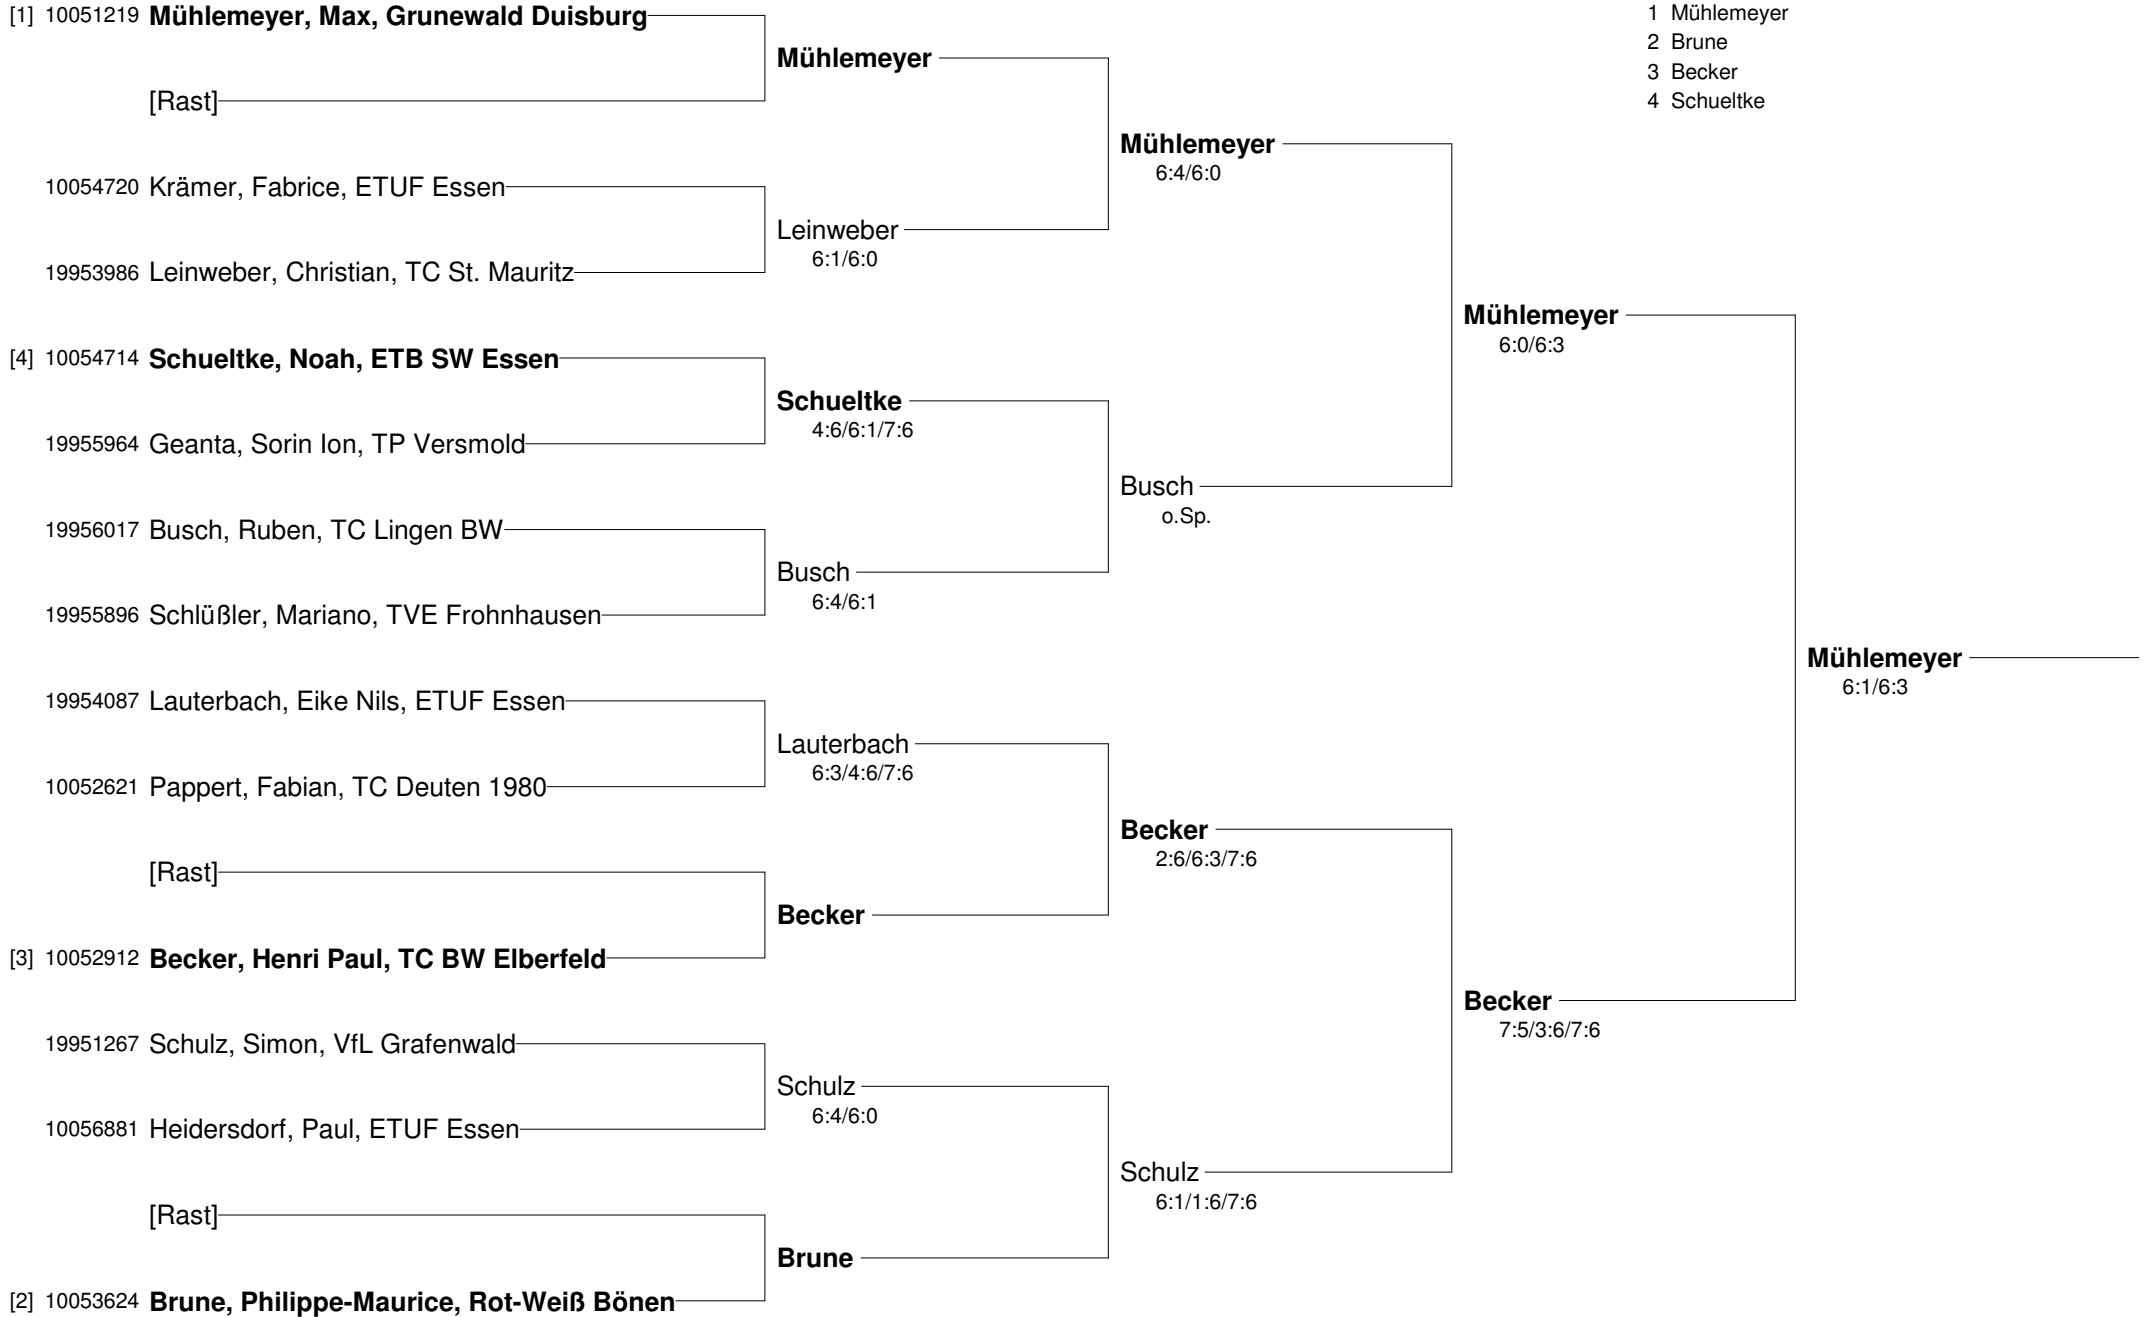 [1] 10051219 Mühlemeyer, Max, Grunewald Duisburg
[Rast]
10054720 Krämer, Fabrice, ETUF Essen
19953986 Leinweber, Christian, TC St. Mauritz
[4] 10054714 Schueltke, Noah, ETB SW Essen
19955964 Geanta, Sorin Ion, TP Versmold
19956017 Busch, Ruben, TC Lingen BW
19955896 Schlüßler, Mariano, TVE Frohnhausen
19954087 Lauterbach, Eike Nils, ETUF Essen
10052621 Pappert, Fabian, TC Deuten 1980
[Rast]
[3] 10052912 Becker, Henri Paul, TC BW Elberfeld
19951267 Schulz, Simon, VfL Grafenwald
10056881 Heidersdorf, Paul, ETUF Essen
[Rast]
[2] 10053624 Brune, Philippe-Maurice, Rot-Weiß Bönen
Mühlemeyer
Leinweber
6:1/6:0
Schueltke
4:6/6:1/7:6
Busch
6:4/6:1
Lauterbach
6:3/4:6/7:6
Becker
Schulz
6:4/6:0
Brune
Mühlemeyer
6:4/6:0
Busch
o.Sp.
Becker
2:6/6:3/7:6
Schulz
6:1/1:6/7:6
Mühlemeyer
6:0/6:3
Becker
7:5/3:6/7:6
Mühlemeyer
6:1/6:3
1 Mühlemeyer
2 Brune
3 Becker
4 Schueltke